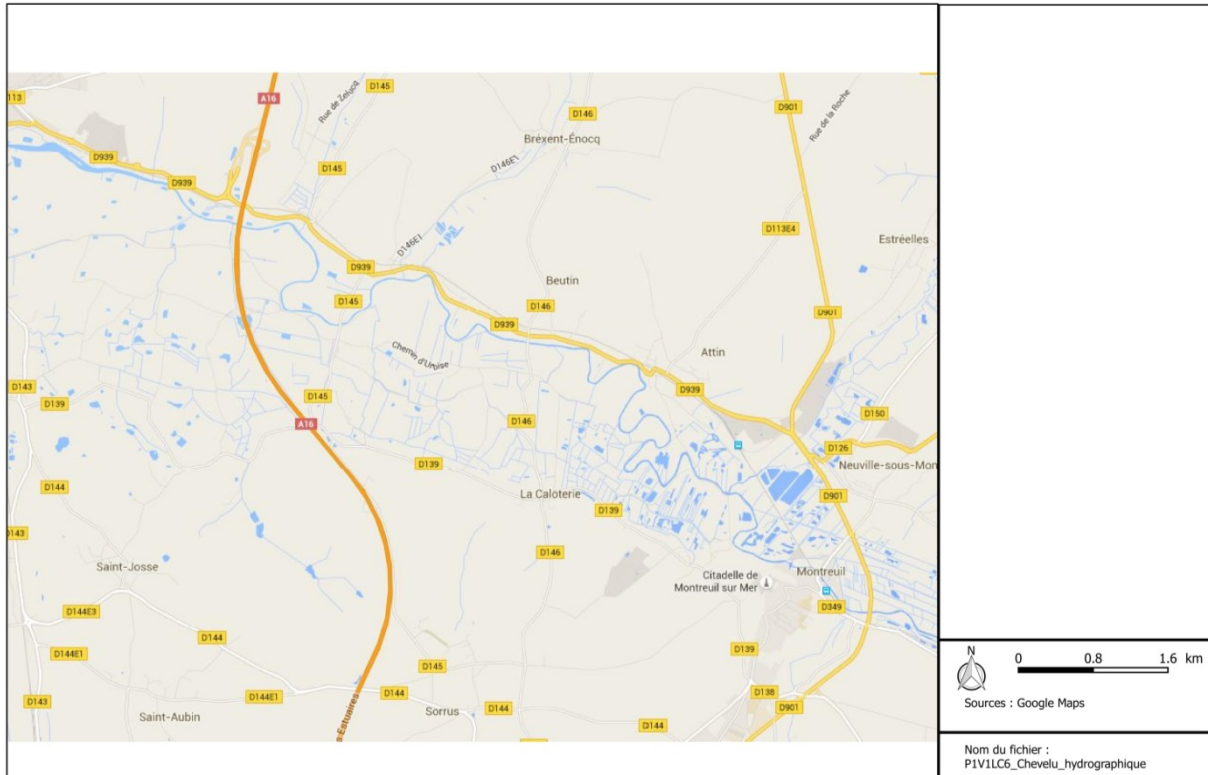 D145
A16
113
Rue de Zelucq
D146
D901
Rue de la Roche
Bréxent-Énocq
D939
D145
D146E1
D939
D113E4
Estréelles
D146E1
D939
Beutin
D145
D146
D901
D939
Attin
Chemin d'Urbise
D143
D145
D939
D139
D150
A16
D146
D126
D139
Neuville-sous-Mon
D144
La Caloterie
D901
D139
D143
D146
Saint-Josse
Montreuil
Citadelle de
Montreuil sur Mer
D144E3
D349
D144
D139
D144E1
D145
D138
D144E1
D144
D143
D144
D901
Saint-Aubin
Sorrus
D144
s Estuaires
N
0 0.8 1.6 km
Sources : Google Maps
Nom du fichier :
P1V1LC6_Chevelu_hydrographique